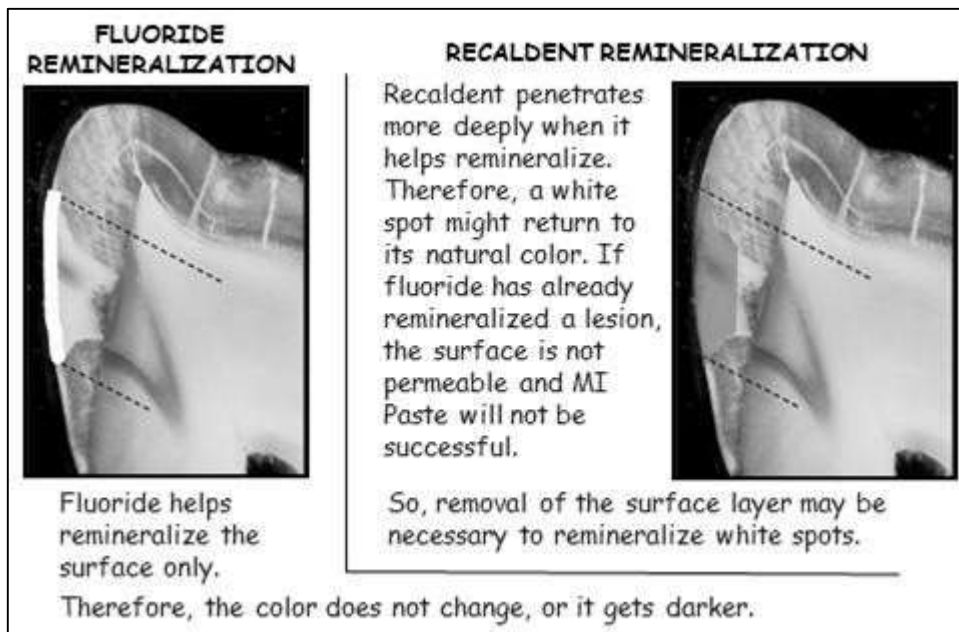 FLUORIDE
REMINERALIZATION
Fluoride helps
remineralize the
surface only.
RECALDENT REMINERALIZATION
Recaldent penetrates
more deeply when it
helps remineralize.
Therefore, a white
spot might return to
its natural color. If
fluoride has already
remineralized a lesion,
the surface is not
permeable and MI
Paste will not be
successful.
So, removal of the surface layer may be
necessary to remineralize white spots.
Therefore, the color does not change, or it gets darker.